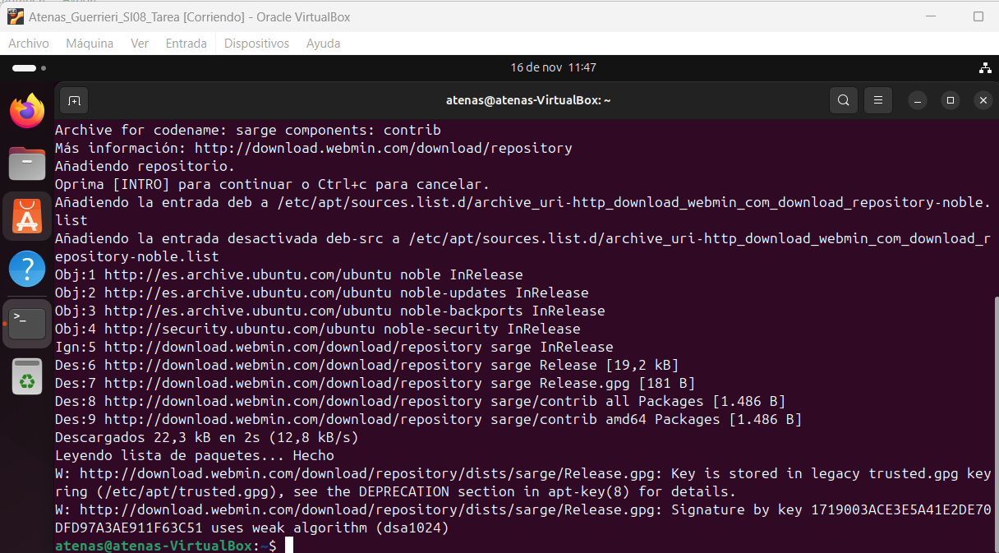 Atenas_Guerrieri_SI08_Tarea [Corriendo] - Oracle VirtualBox
Archivo Máquina Ver Entrada Dispositivos Ayuda
16 de nov 11:47
atenas@atenas-VirtualBox: ~
Archive for codename: sarge components: contrib
Más información: http://download.webmin.com/download/repository
Añadiendo repositorio.
Oprima [INTRO] para continuar o Ctrl+c para cancelar.
Añadiendo la entrada deb a /etc/apt/sources.list.d/archive_uri-http_download_webmin_com_download_repository-noble.
list
Añadiendo la entrada desactivada deb-src a /etc/apt/sources.list.d/archive_uri-http_download_webmin_com_download_r
epository-noble.list
Obj:1 http://es.archive.ubuntu.com/ubuntu noble InRelease
Obj:2 http://es.archive.ubuntu.com/ubuntu noble-updates InRelease
Obj:3 http://es.archive.ubuntu.com/ubuntu noble-backports InRelease
Obj:4 http://security.ubuntu.com/ubuntu noble-security InRelease
Ign:5 http://download.webmin.com/download/repository sarge InRelease
Des:6 http://download.webmin.com/download/repository sarge Release [19,2 kB]
Des:7 http://download.webmin.com/download/repository sarge Release.gpg [181 B]
Des:8 http://download.webmin.com/download/repository sarge/contrib all Packages [1.486 B]
Des:9 http://download.webmin.com/download/repository sarge/contrib amd64 Packages [1.486 B]
Descargados 22,3 kB en 2s (12,8 kB/s)
Leyendo lista de paquetes... Hecho
W: http://download.webmin.com/download/repository/dists/sarge/Release.gpg: Key is stored in legacy trusted.gpg key
ring (/etc/apt/trusted.gpg), see the DEPRECATION section in apt-key(8) for details.
W: http://download.webmin.com/download/repository/dists/sarge/Release.gpg: Signature by key 1719003ACE3E5A41E2DE70
DFD97A3AE911F63C51 uses weak algorithm (dsa1024)
atenas@atenas-VirtualBox:~$